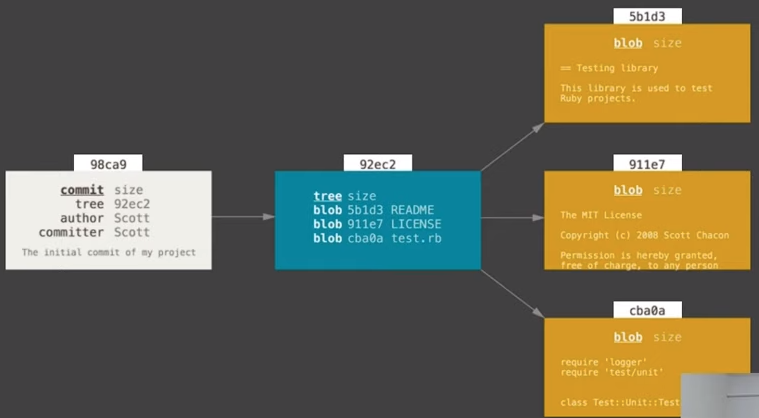 98ca9
commit size
tree 92ec2
author Scott
committer Scott
The initial commit of my project
92ec2
tree size
blob 5b1d3 README
blob 911e7 LICENSE
blob cba0a test.rb
5b1d3
blob size
== Testing library
This library is used to test
Ruby projects.
911e7
blob size
The MIT License
Copyright (c) 2008 Scott Chacon
Permission is hereby granted,
free of charge, to any person
cba0a
blob size
require 'logger'
require 'test/unit'
class Test::Unit::Test